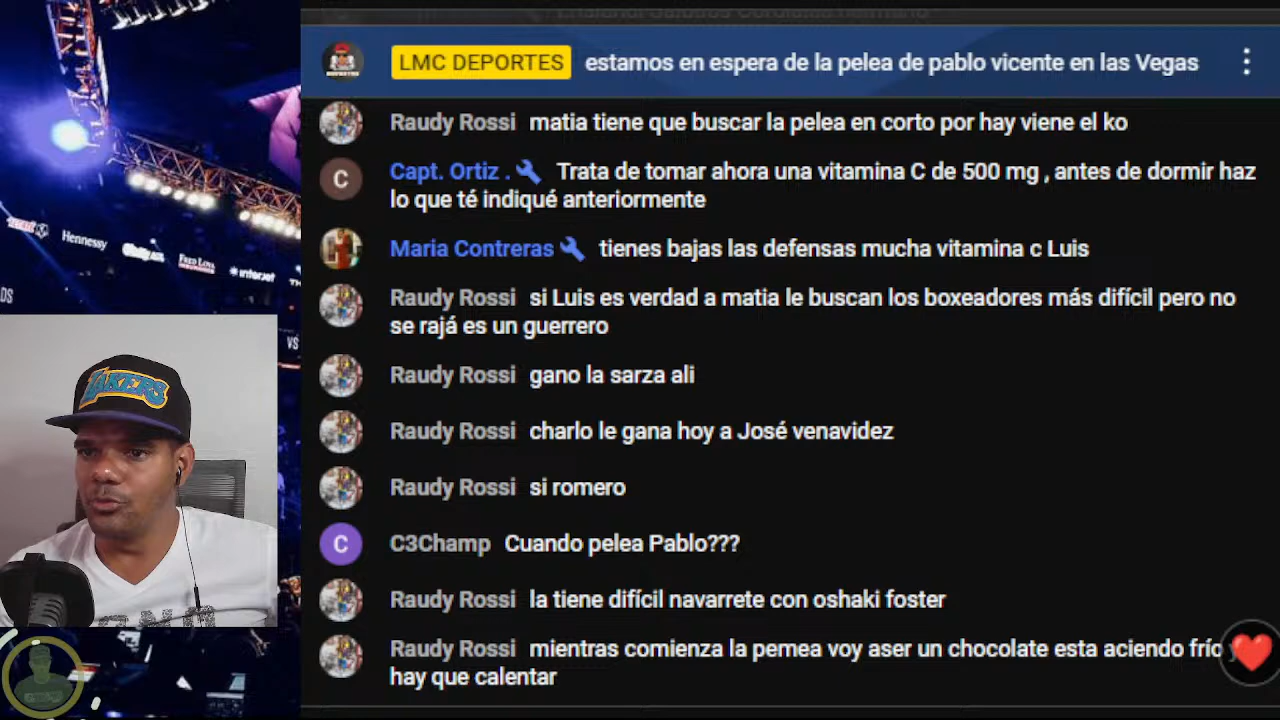 LMC DEPORTES estamos en espera de la pelea de pablo vicente en las Vegas
Raudy Rossi matia tiene que buscar la pelea en corto por hay viene el ko
Capt. Ortiz . Trata de tomar ahora una vitamina C de 500 mg , antes de dormir haz
lo que té indiqué anteriormente
Maria Contreras tienes bajas las defensas mucha vitamina c Luis
Raudy Rossi si Luis es verdad a matia le buscan los boxeadores más difícil pero no
se rajá es un guerrero
Raudy Rossi gano la sarza ali
Raudy Rossi charlo le gana hoy a José venavidez
Raudy Rossi si romero
C C3Champ Cuando pelea Pablo???
Raudy Rossi la tiene difícil navarrete con oshaki foster
Raudy Rossi mientras comienza la pemea voy aser un chocolate esta aciendo frío y
hay que calentar
Hennessy
FRED LOYA
interjet
VS
LAKERS